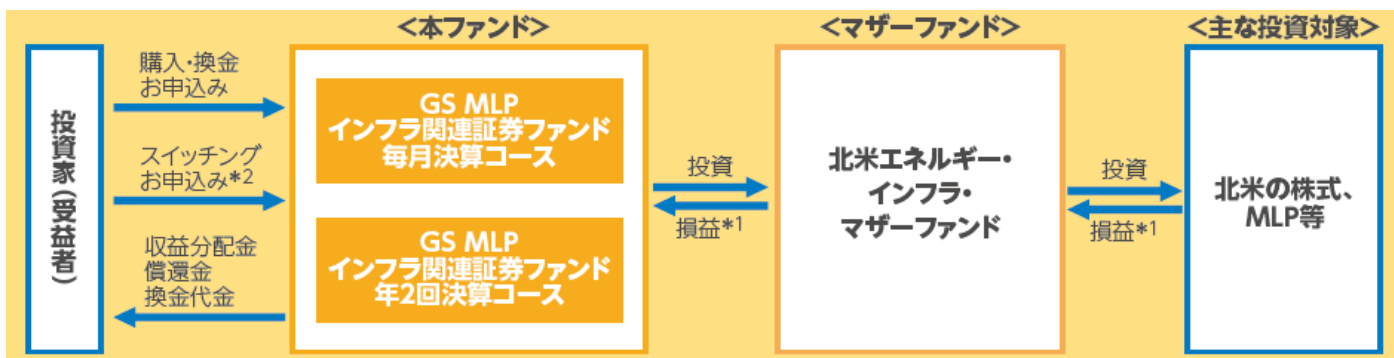 <本ファンド>
<マザーファンド>
<主な投資対象>
投資家(受益者)
購入・換金
お申込み
スイッチング
お申込み*2
収益分配金
償還金
換金代金
GS MLP
インフラ関連証券ファンド
毎月決算コース
GS MLP
インフラ関連証券ファンド
年2回決算コース
投資
損益*1
北米エネルギー・
インフラ・
マザーファンド
投資
損益*1
北米の株式、
MLP等